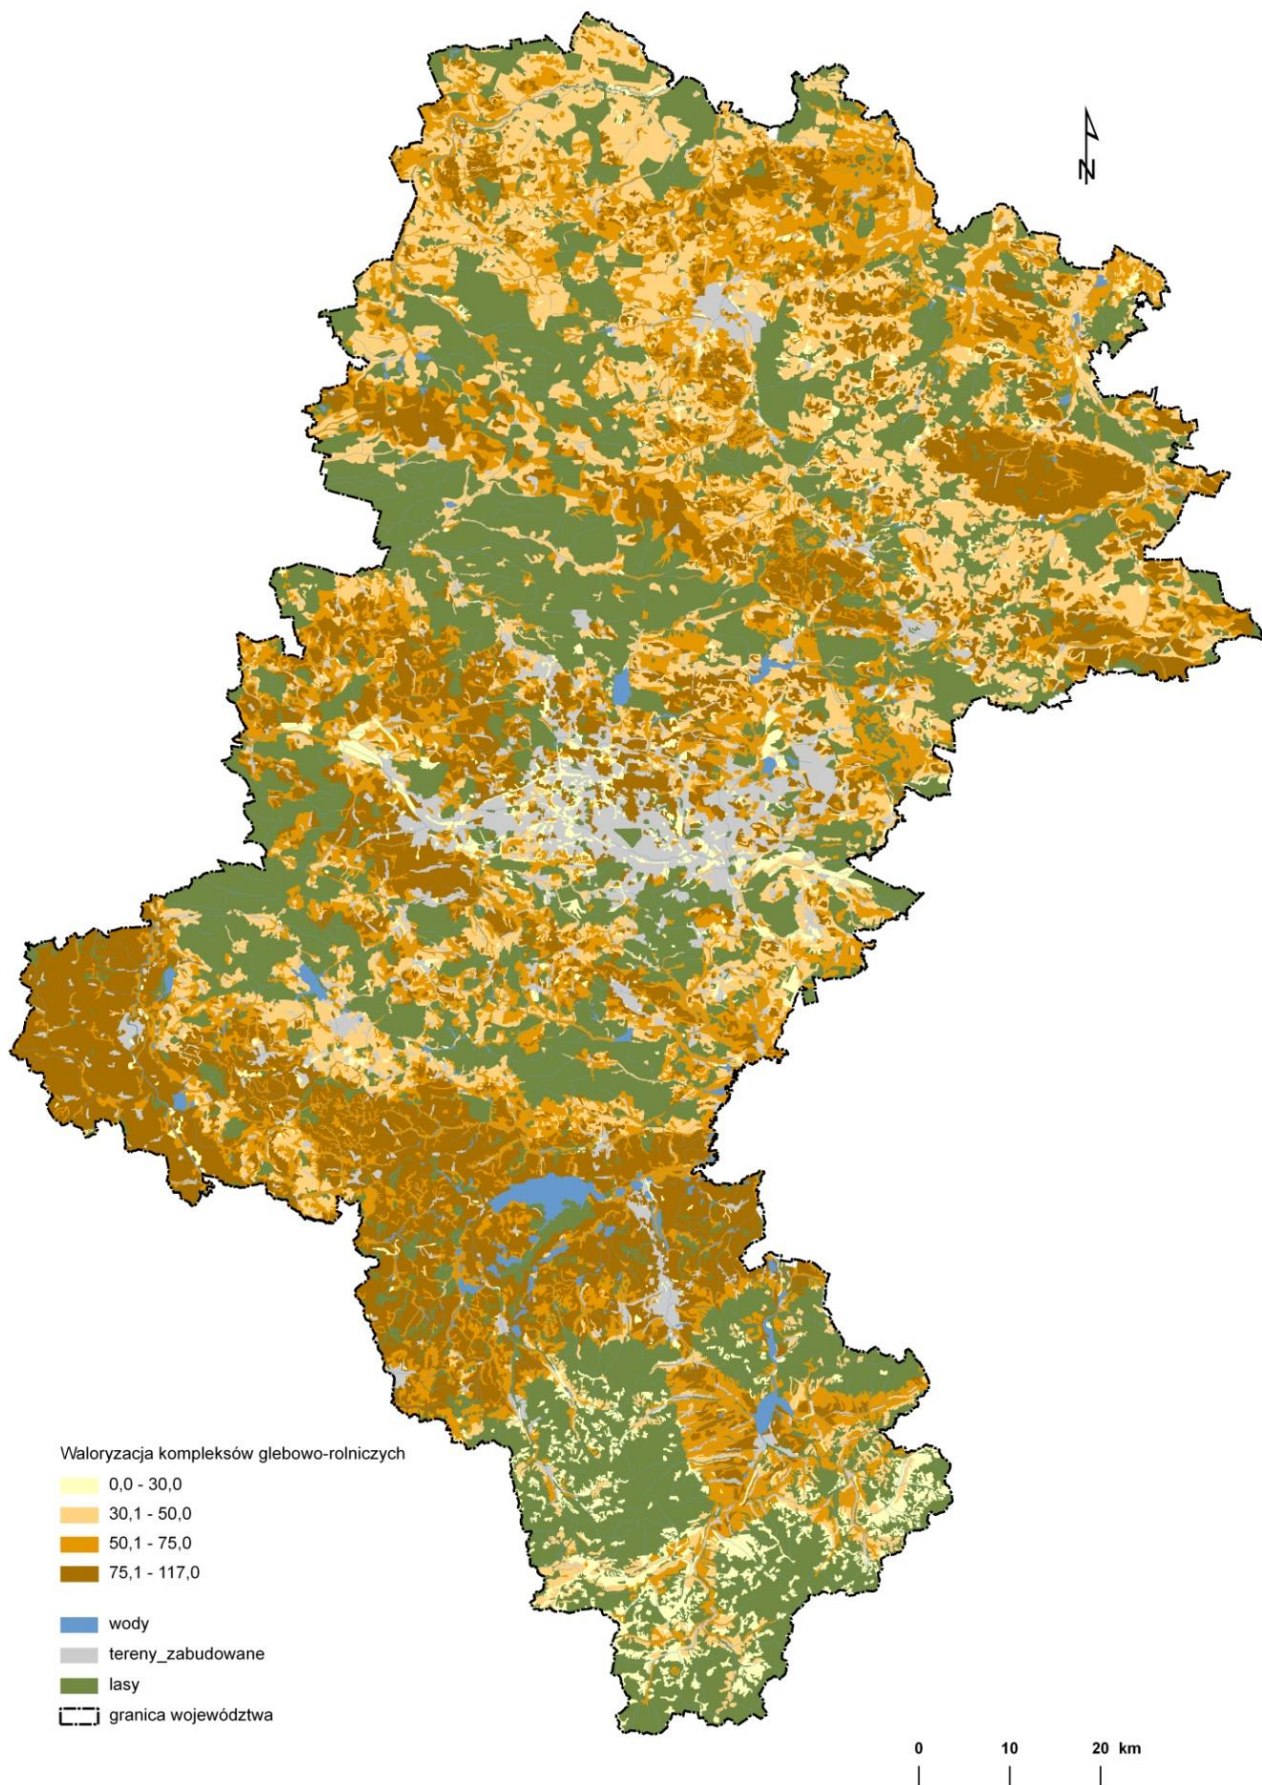 N
Waloryzacja kompleksów glebowo-rolniczych
0,0 - 30,0
30,1 - 50,0
50,1 - 75,0
75,1 - 117,0
wody
tereny_zabudowane
lasy
granica województwa
0 10 20 km